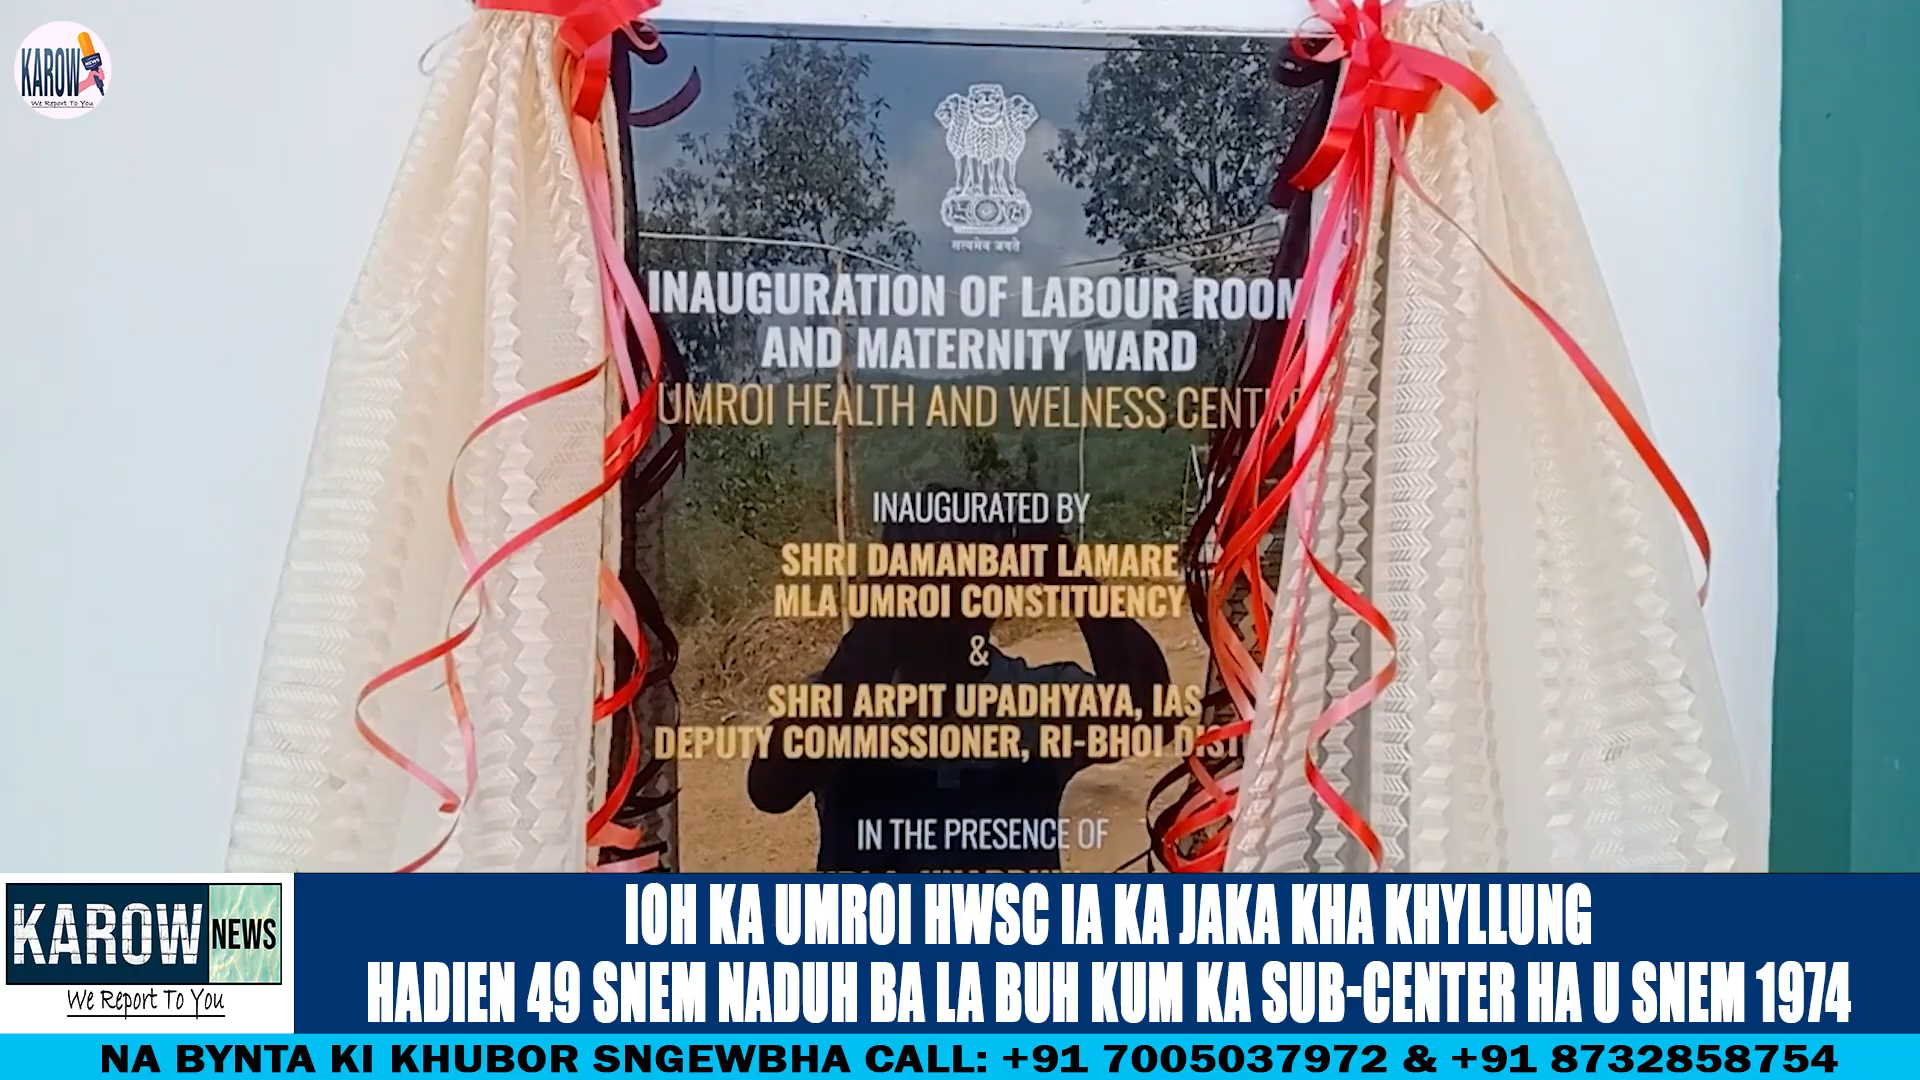 KAROW
NEWS
We Report To You
सत्यमेव जयते
INAUGURATION OF LABOUR ROOM
AND MATERNITY WARD
UMROI HEALTH AND WELNESS CENTRE
INAUGURATED BY
SHRI DAMANBAIT LAMARE
MLA UMROI CONSTITUENCY
&
SHRI ARPIT UPADHYAYA, IAS
DEPUTY COMMISSIONER, RI-BHOI DIST
IN THE PRESENCE OF
KAROW NEWS
We Report To You
IOH KA UMROI HWSC IA KA JAKA KHA KHYLLUNG
HADIEN 49 SNEM NADUH BA LA BUH KUM KA SUB-CENTER HA U SNEM 1974
NA BYNTA KI KHUBOR SNGEWBHA CALL: +91 7005037972 & +91 8732858754